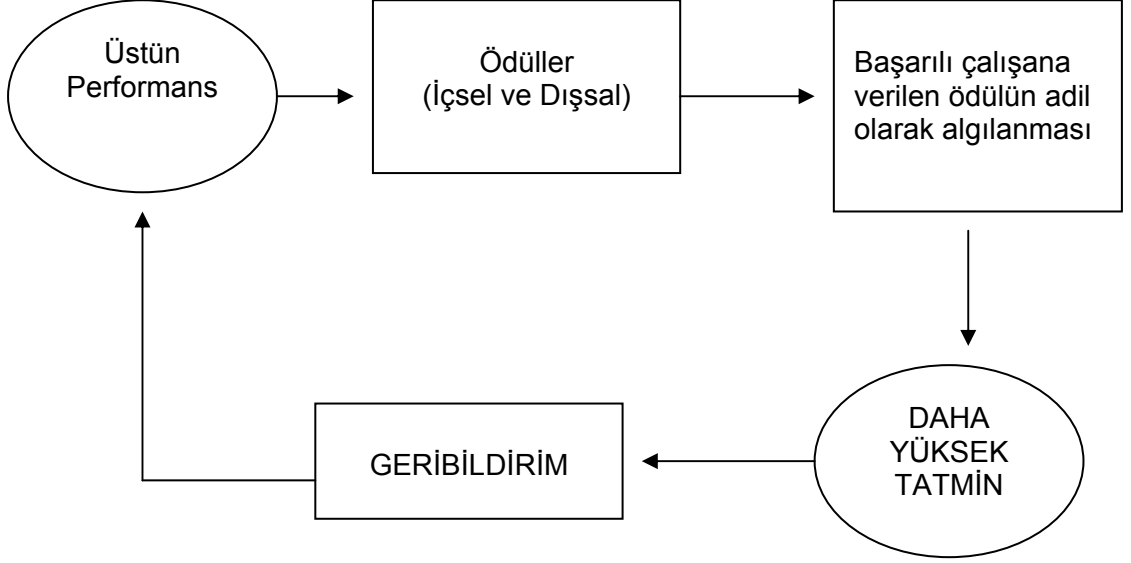 Üstün
Performans
Ödüller
(İçsel ve Dışsal)
Başarılı çalışana
verilen ödülün adil
olarak algılanması
DAHA
YÜKSEK
TATMİN
GERİBİLDİRİM